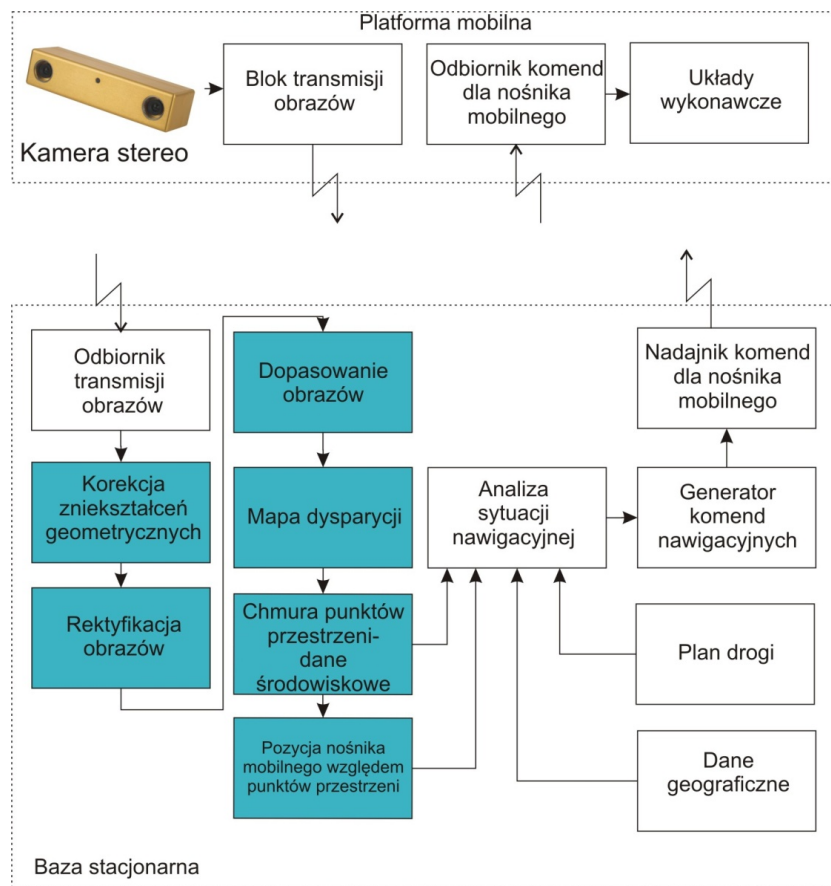 Platforma mobilna
Kamera stereo
Blok transmisji
obrazów
Odbiornik komend
dla nośnika
mobilnego
Układy
wykonawcze
Odbiornik
transmisji
obrazów
Korekcja
zniekształceń
geometrycznych
Rektyfikacja
obrazów
Dopasowanie
obrazów
Mapa dysparycji
Chmura punktów
przestrzeni-
dane
środowiskowe
Pozycja nośnika
mobilnego względem
punktów przestrzeni
Analiza
sytuacji
nawigacyjnej
Generator
komend
nawigacyjnych
Nadajnik komend
dla nośnika
mobilnego
Plan drogi
Dane
geograficzne
Baza stacjonarna